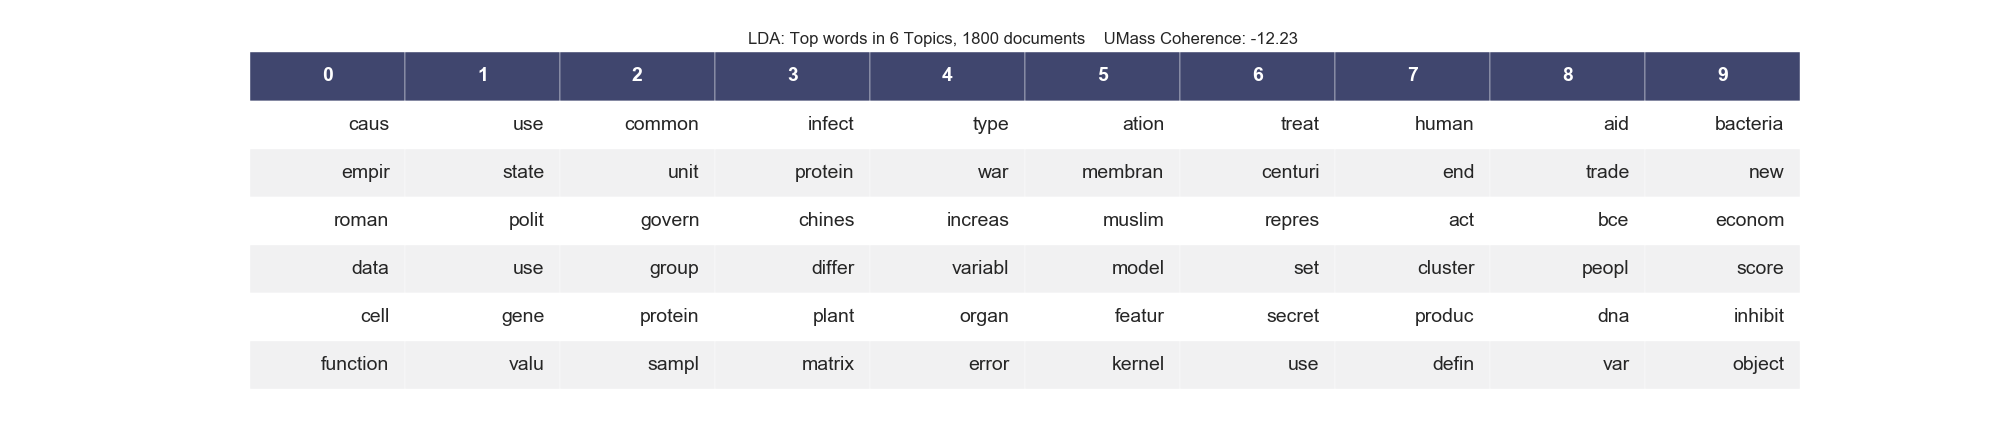 LDA: Top words in 6 Topics, 1800 documents    UMass Coherence: -12.23
0 1 2 3 4 5 6 7 8 9
caus use common infect type ation treat human aid bacteria
empir state unit protein war membran centuri end trade new
roman polit govern chines increas muslim repres act bce econom
data use group differ variabl model set cluster peopl score
cell gene protein plant organ featur secret produc dna inhibit
function valu sampl matrix error kernel use defin var object